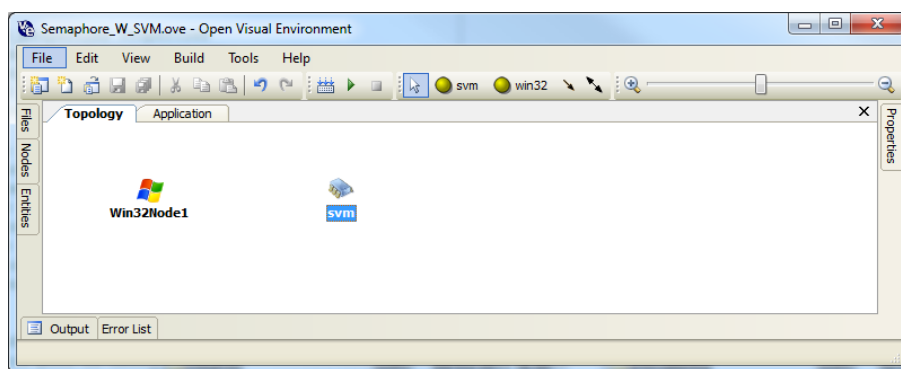 Semaphore_W_SVM.ove - Open Visual Environment
File Edit View Build Tools Help
svm win32
Files
Nodes
Entities
Topology Application
Properties
Win32Node1 svm
Output Error List